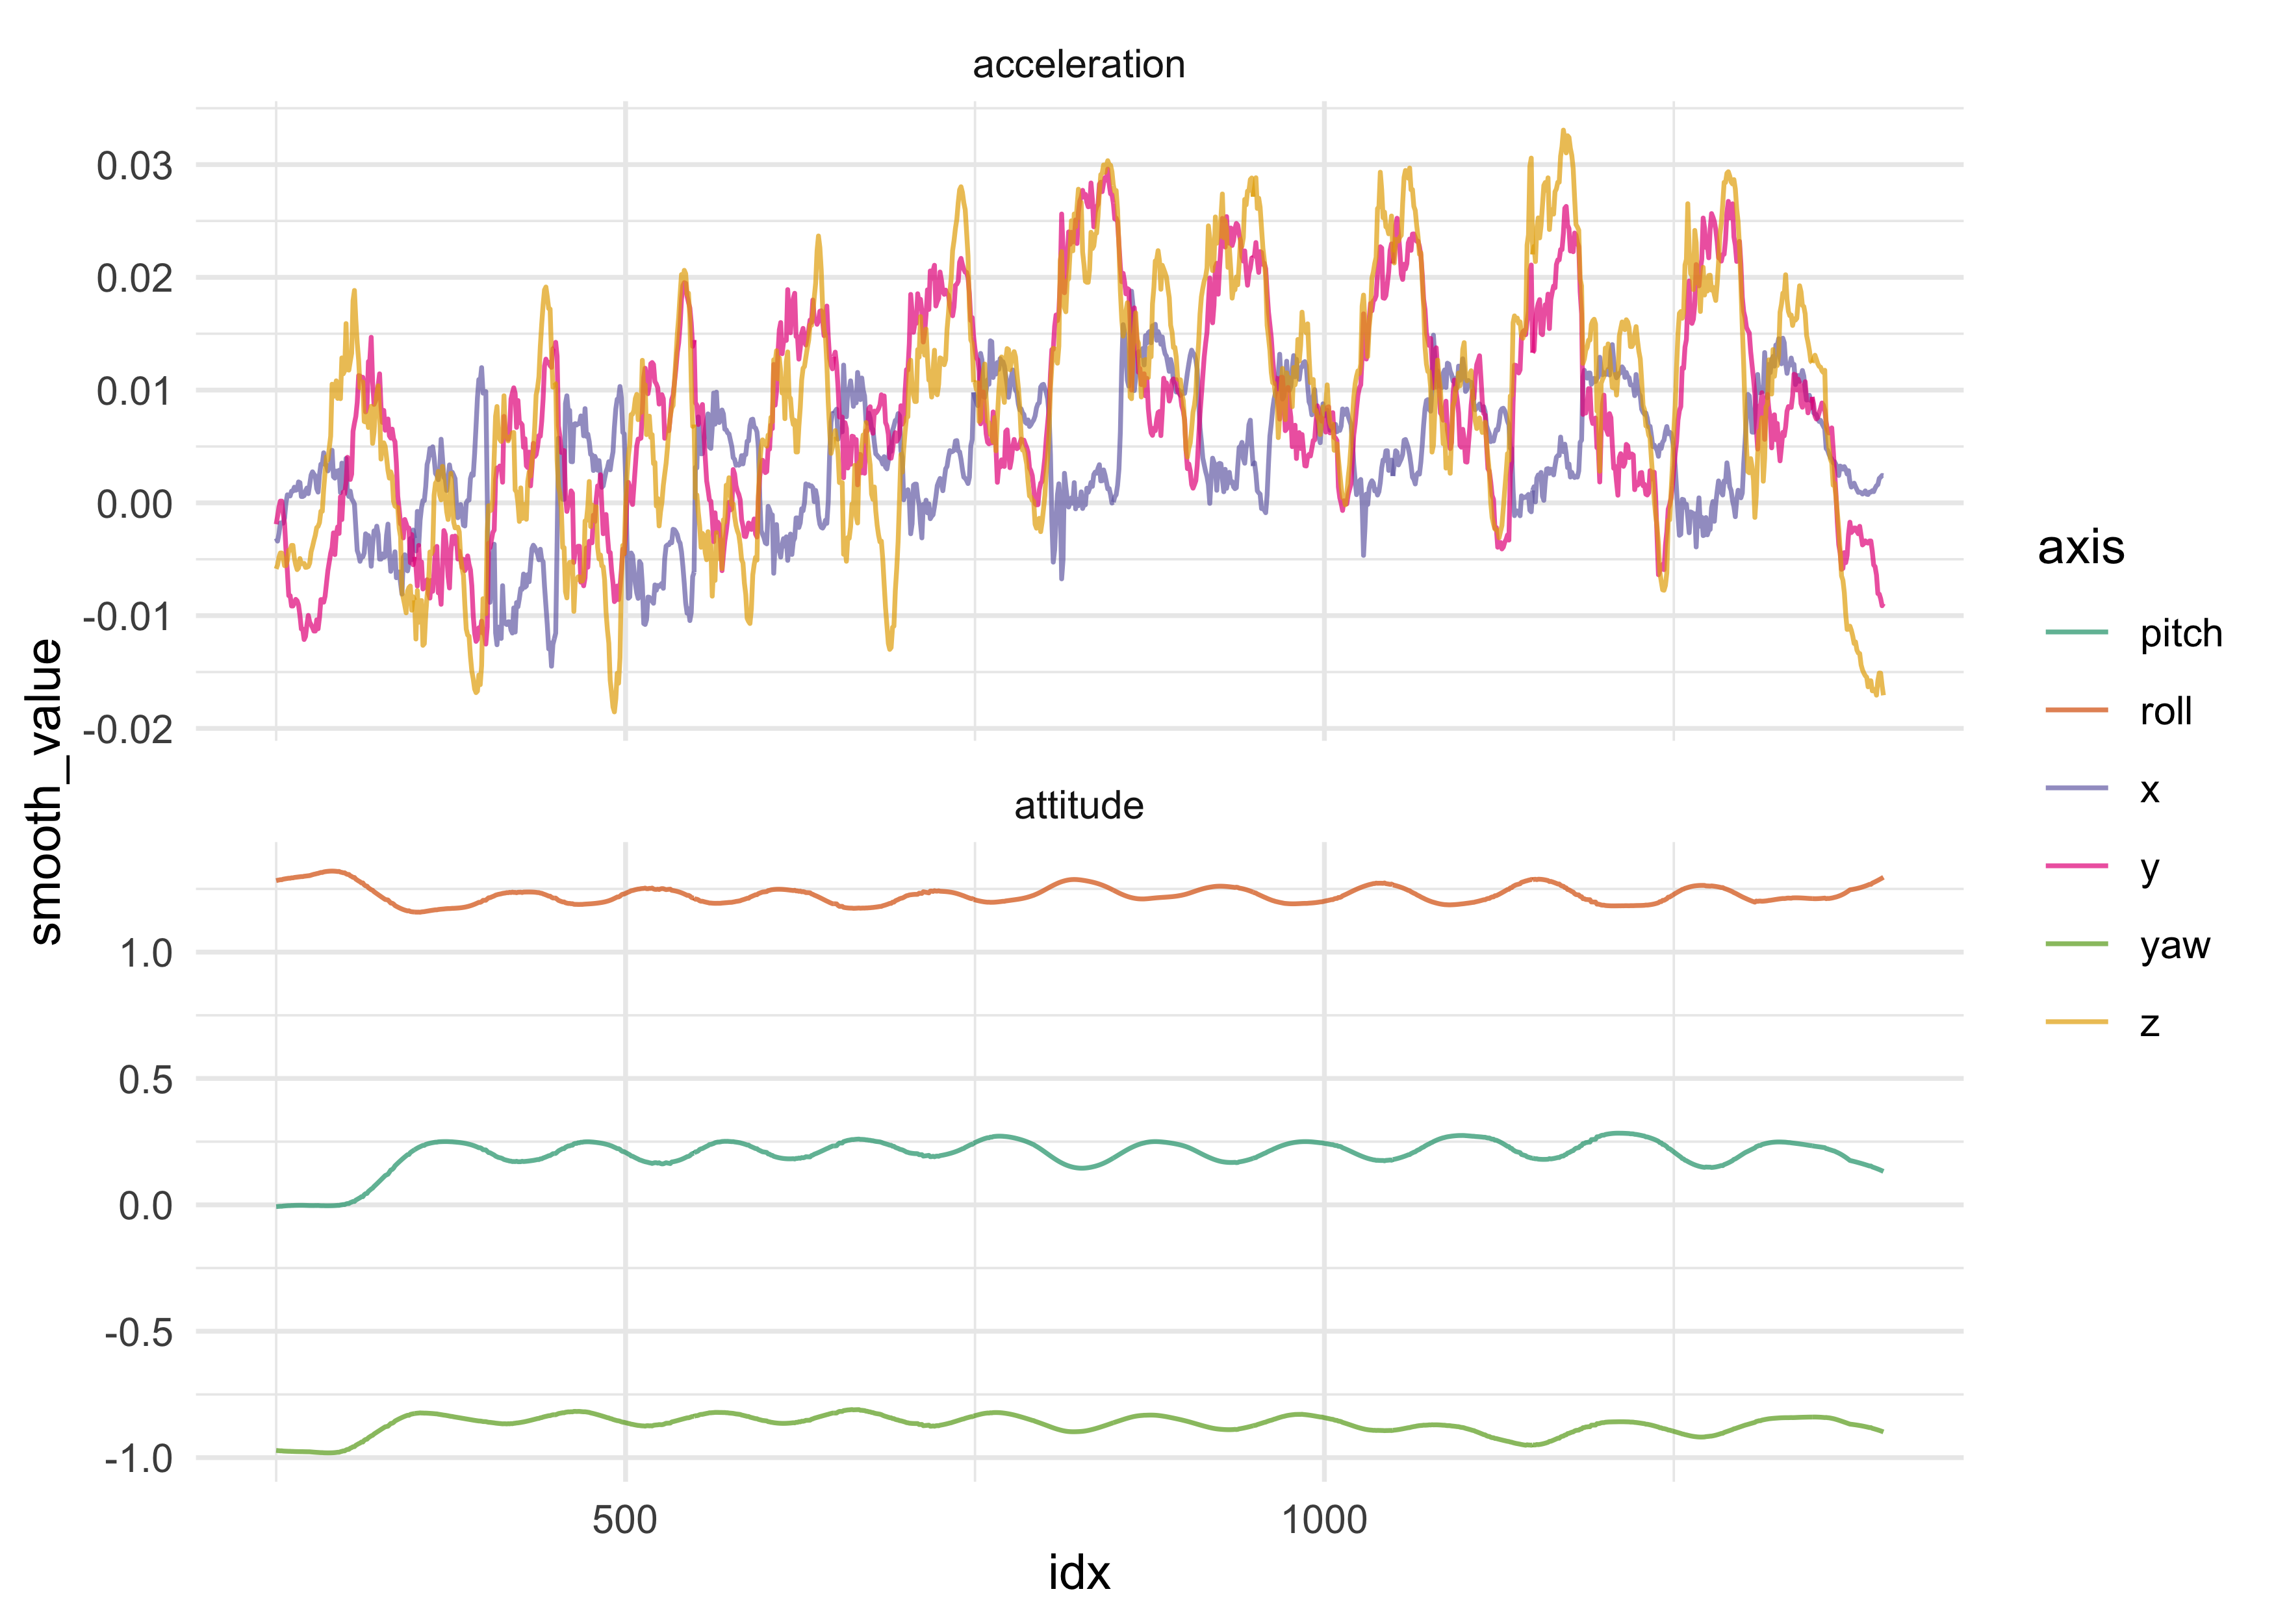 acceleration
0.03
0.02
0.01
0.00
-0.01
-0.02
smooth_value
attitude
1.0
0.5
0.0
-0.5
-1.0
500
1000
idx
axis
pitch
roll
x
y
yaw
z